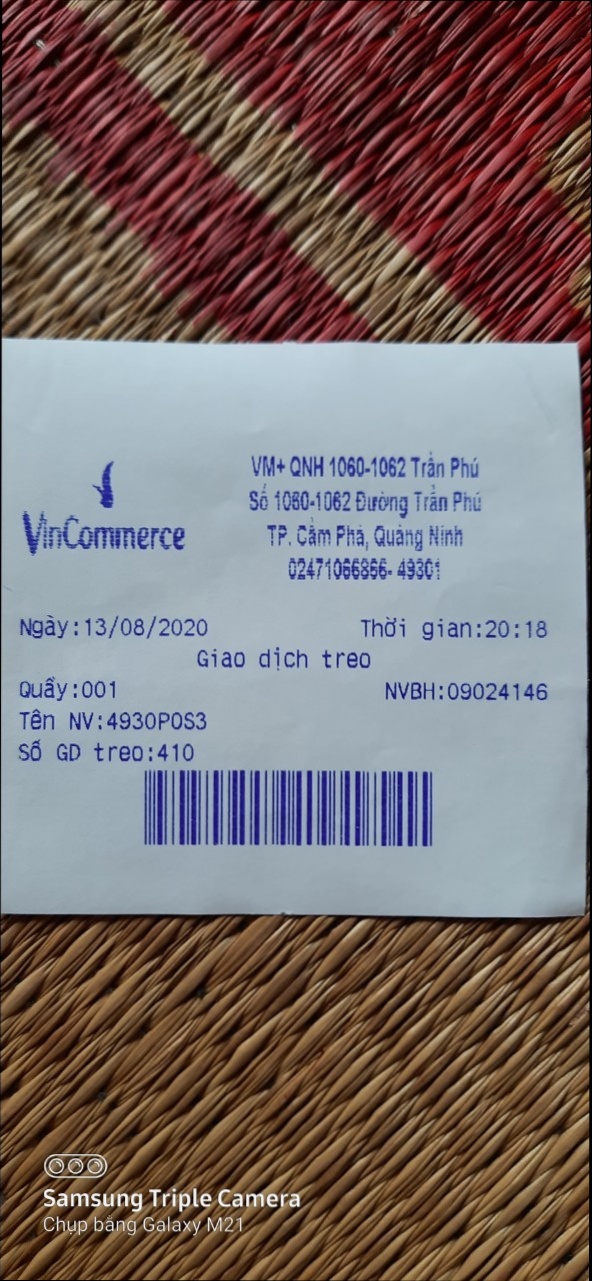 VinCommerce
VM+ QNH 1060-1062 Trần Phú
Số 1060-1062 Đường Trần Phú
TP. Cẩm Phả, Quảng Ninh
02471066866- 49301
Ngày:13/08/2020 Thời gian:20:18
Giao dịch treo
Quầy:001 NVBH:09024146
Tên NV:4930POS3
Số GD treo:410
Samsung Triple Camera
Chụp bằng Galaxy M21